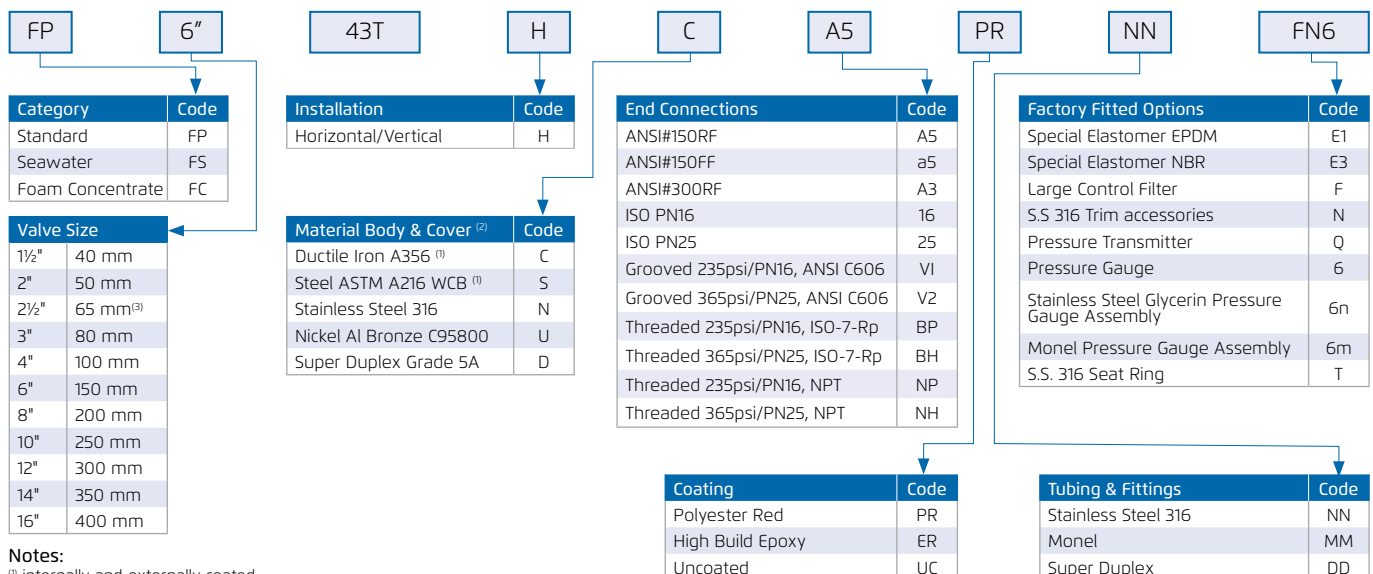 FP 6″ 43T H C A5 PR NN FN6
Category Code
Standard FP
Seawater FS
Foam Concentrate FC
Valve Size
1½" 40 mm
2" 50 mm
2½" 65 mm(3)
3" 80 mm
4" 100 mm
6" 150 mm
8" 200 mm
10" 250 mm
12" 300 mm
14" 350 mm
16" 400 mm
Notes:
(1) internally and externally coated
Installation Code
Horizontal/Vertical H
Material Body & Cover (2) Code
Ductile Iron A356 (1) C
Steel ASTM A216 WCB (1) S
Stainless Steel 316 N
Nickel Al Bronze C95800 U
Super Duplex Grade 5A D
End Connections Code
ANSI#150RF A5
ANSI#150FF a5
ANSI#300RF A3
ISO PN16 16
ISO PN25 25
Grooved 235psi/PN16, ANSI C606 VI
Grooved 365psi/PN25, ANSI C606 V2
Threaded 235psi/PN16, ISO-7-Rp BP
Threaded 365psi/PN25, ISO-7-Rp BH
Threaded 235psi/PN16, NPT NP
Threaded 365psi/PN25, NPT NH
Factory Fitted Options Code
Special Elastomer EPDM E1
Special Elastomer NBR E3
Large Control Filter F
S.S 316 Trim accessories N
Pressure Transmitter Q
Pressure Gauge 6
Stainless Steel Glycerin Pressure
Gauge Assembly 6n
Monel Pressure Gauge Assembly 6m
S.S. 316 Seat Ring T
Coating Code
Polyester Red PR
High Build Epoxy ER
Uncoated UC
Tubing & Fittings Code
Stainless Steel 316 NN
Monel MM
Super Duplex DD